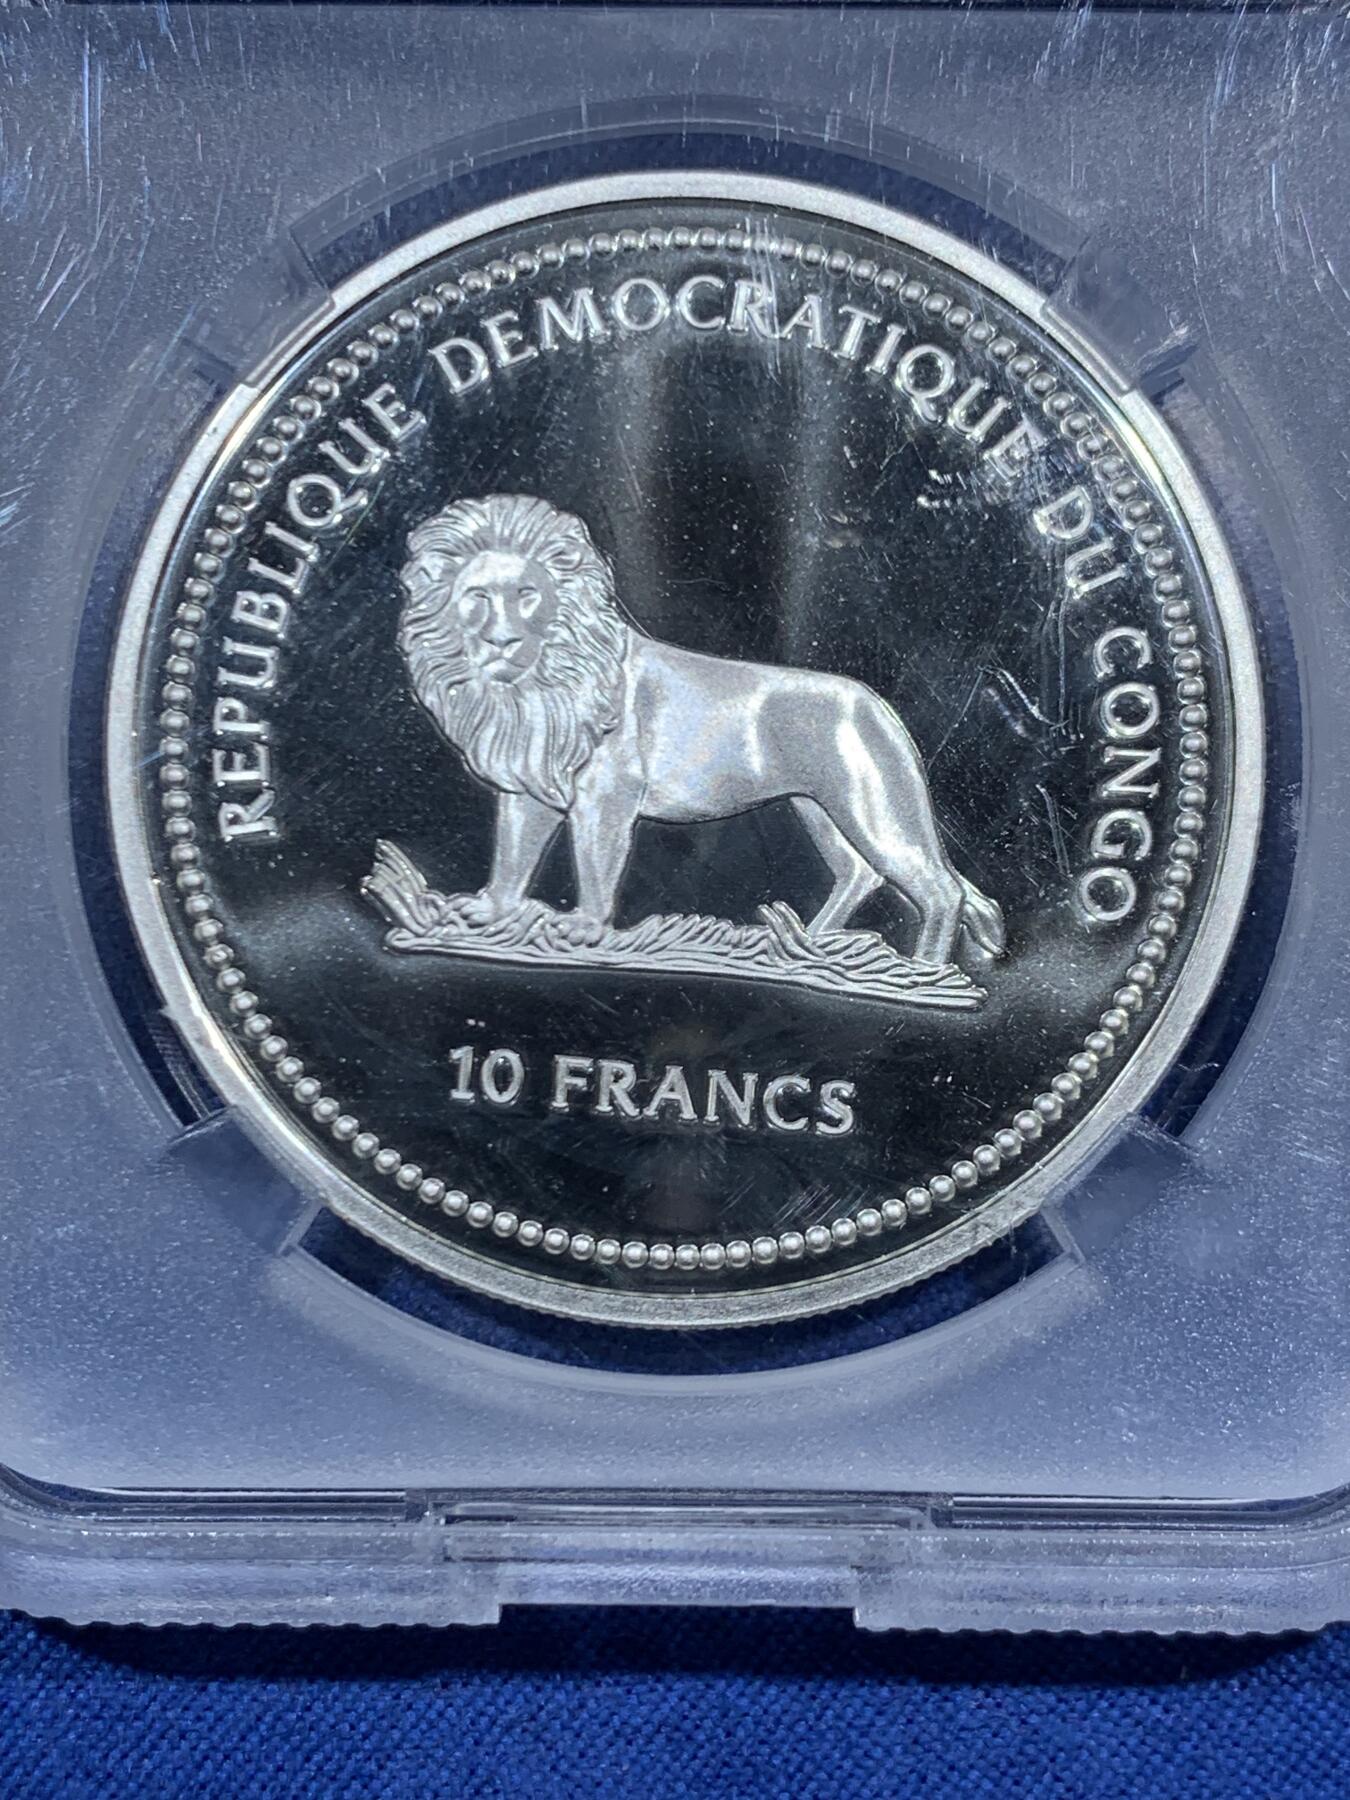 REPUBLIQUE DEMOCRATIQUE DU CONGO
10 FRANCS